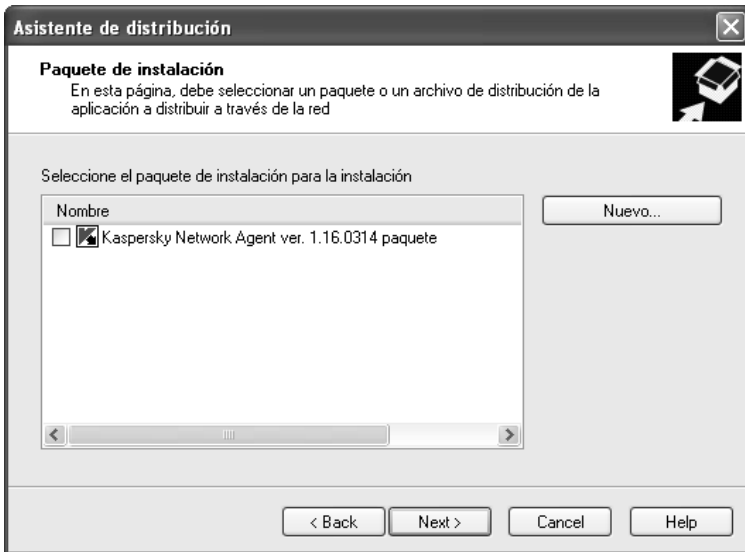 Asistente de distribución
Paquete de instalación
En esta página, debe seleccionar un paquete o un archivo de distribución de la
aplicación a distribuir a través de la red
Seleccione el paquete de instalación para la instalación
Nombre
Nuevo...
Kaspersky Network Agent ver. 1.16.0314 paquete
< Back
Next >
Cancel
Help